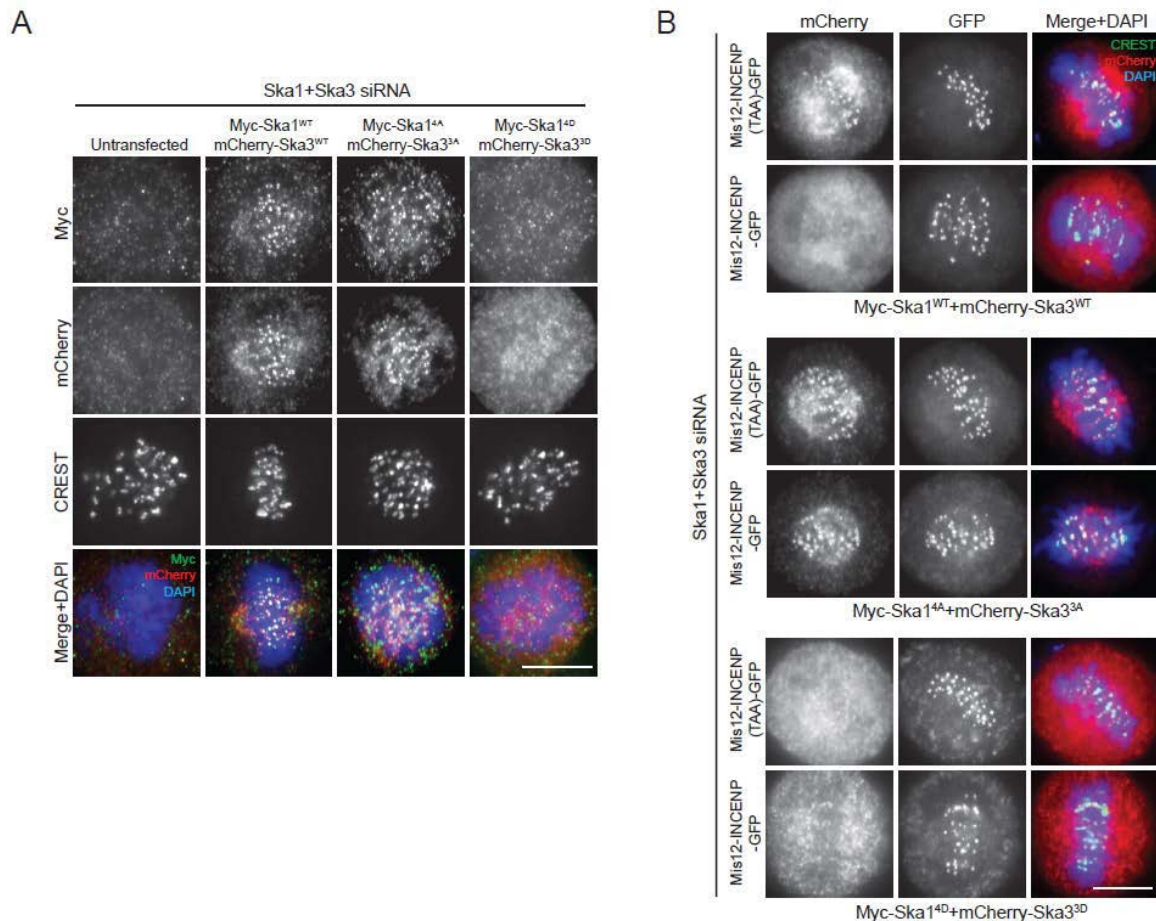 A
Ska1+Ska3 siRNA
Untransfected
Myc-Ska1ᵂᵀ
mCherry-Ska3ᵂᵀ
Myc-Ska1⁴ᴬ
mCherry-Ska3³ᴬ
Myc-Ska1⁴ᴰ
mCherry-Ska3³ᴰ
Myc
mCherry
CREST
Merge+DAPI
Myc
mCherry
DAPI
B
mCherry
GFP
Merge+DAPI
Ska1+Ska3 siRNA
Mis12-INCENP
(TAA)-GFP
CREST
mCherry
DAPI
Mis12-INCENP
-GFP
Myc-Ska1ᵂᵀ+mCherry-Ska3ᵂᵀ
Mis12-INCENP
(TAA)-GFP
Mis12-INCENP
-GFP
Myc-Ska1⁴ᴬ+mCherry-Ska3³ᴬ
Mis12-INCENP
(TAA)-GFP
Mis12-INCENP
-GFP
Myc-Ska1⁴ᴰ+mCherry-Ska3³ᴰ